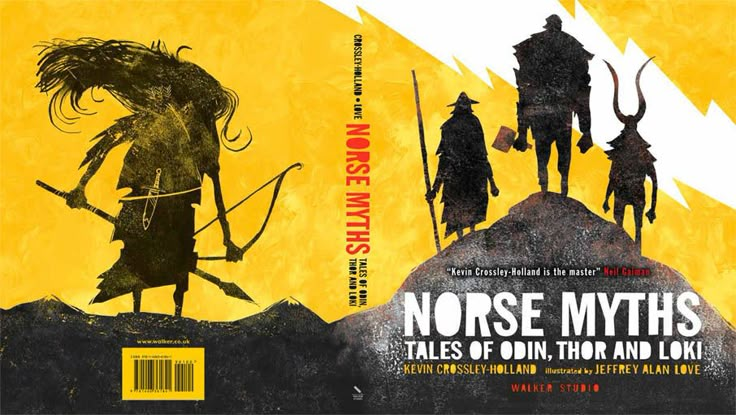 www.walker.co.uk
CROSSLEY-HOLLAND • LOVE
NORSE MYTHS
TALES OF ODIN,
THOR AND LOKI
"Kevin Crossley-Holland is the master" Neil Gaiman
NORSE MYTHS
TALES OF ODIN, THOR AND LOKI
KEVIN CROSSLEY-HOLLAND illustrated by JEFFREY ALAN LOVE
WALKER STUDIO